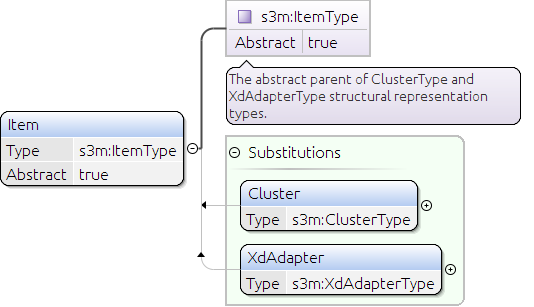 s3m:ItemType
Abstract true
The abstract parent of ClusterType and
XdAdapterType structural representation
types.
Item
Type s3m:ItemType
Abstract true
Substitutions
Cluster
Type s3m:ClusterType
XdAdapter
Type s3m:XdAdapterType